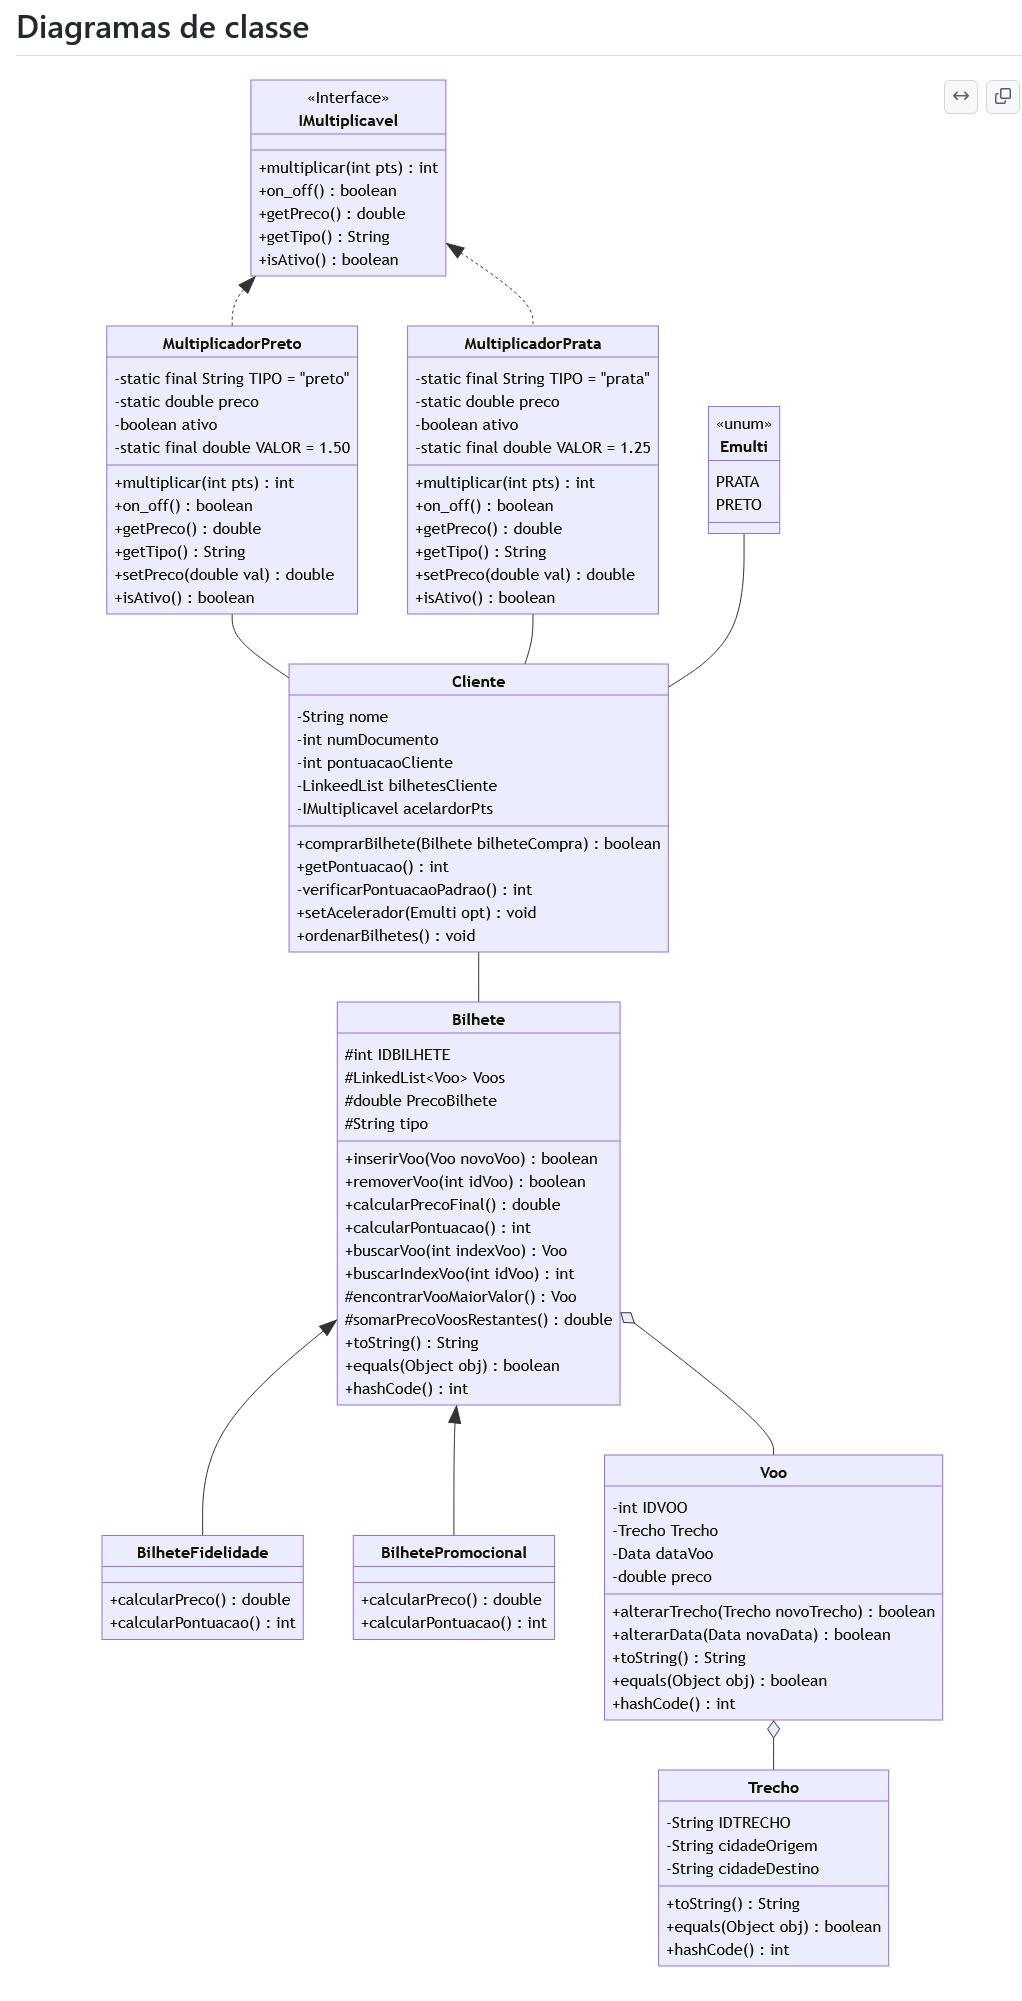 Diagramas de classe
«Interface»
IMultiplicavel
+multiplicar(int pts) : int
+on_off() : boolean
+getPreco() : double
+getTipo() : String
+isAtivo() : boolean
MultiplicadorPreto
-static final String TIPO = "preto"
-static double preco
-boolean ativo
-static final double VALOR = 1.50
+multiplicar(int pts) : int
+on_off() : boolean
+getPreco() : double
+getTipo() : String
+setPreco(double val) : double
+isAtivo() : boolean
MultiplicadorPrata
-static final String TIPO = "prata"
-static double preco
-boolean ativo
-static final double VALOR = 1.25
+multiplicar(int pts) : int
+on_off() : boolean
+getPreco() : double
+getTipo() : String
+setPreco(double val) : double
+isAtivo() : boolean
«unum»
Emulti
PRATA
PRETO
Cliente
-String nome
-int numDocumento
-int pontuacaoCliente
-LinkeedList bilhetesCliente
-IMultiplicavel acelardorPts
+comprarBilhete(Bilhete bilheteCompra) : boolean
+getPontuacao() : int
-verificarPontuacaoPadrao() : int
+setAcelerador(Emulti opt) : void
+ordenarBilhetes() : void
Bilhete
#int IDBILHETE
#LinkedList<Voo> Voos
#double PrecoBilhete
#String tipo
+inserirVoo(Voo novoVoo) : boolean
+removerVoo(int idVoo) : boolean
+calcularPrecoFinal() : double
+calcularPontuacao() : int
+buscarVoo(int indexVoo) : Voo
+buscarIndexVoo(int idVoo) : int
#encontrarVooMaiorValor() : Voo
#somarPrecoVoosRestantes() : double
+toString() : String
+equals(Object obj) : boolean
+hashCode() : int
BilheteFidelidade
+calcularPreco() : double
+calcularPontuacao() : int
BilhetePromocional
+calcularPreco() : double
+calcularPontuacao() : int
Voo
-int IDVOO
-Trecho Trecho
-Data dataVoo
-double preco
+alterarTrecho(Trecho novoTrecho) : boolean
+alterarData(Data novaData) : boolean
+toString() : String
+equals(Object obj) : boolean
+hashCode() : int
Trecho
-String IDTRECHO
-String cidadeOrigem
-String cidadeDestino
+toString() : String
+equals(Object obj) : boolean
+hashCode() : int